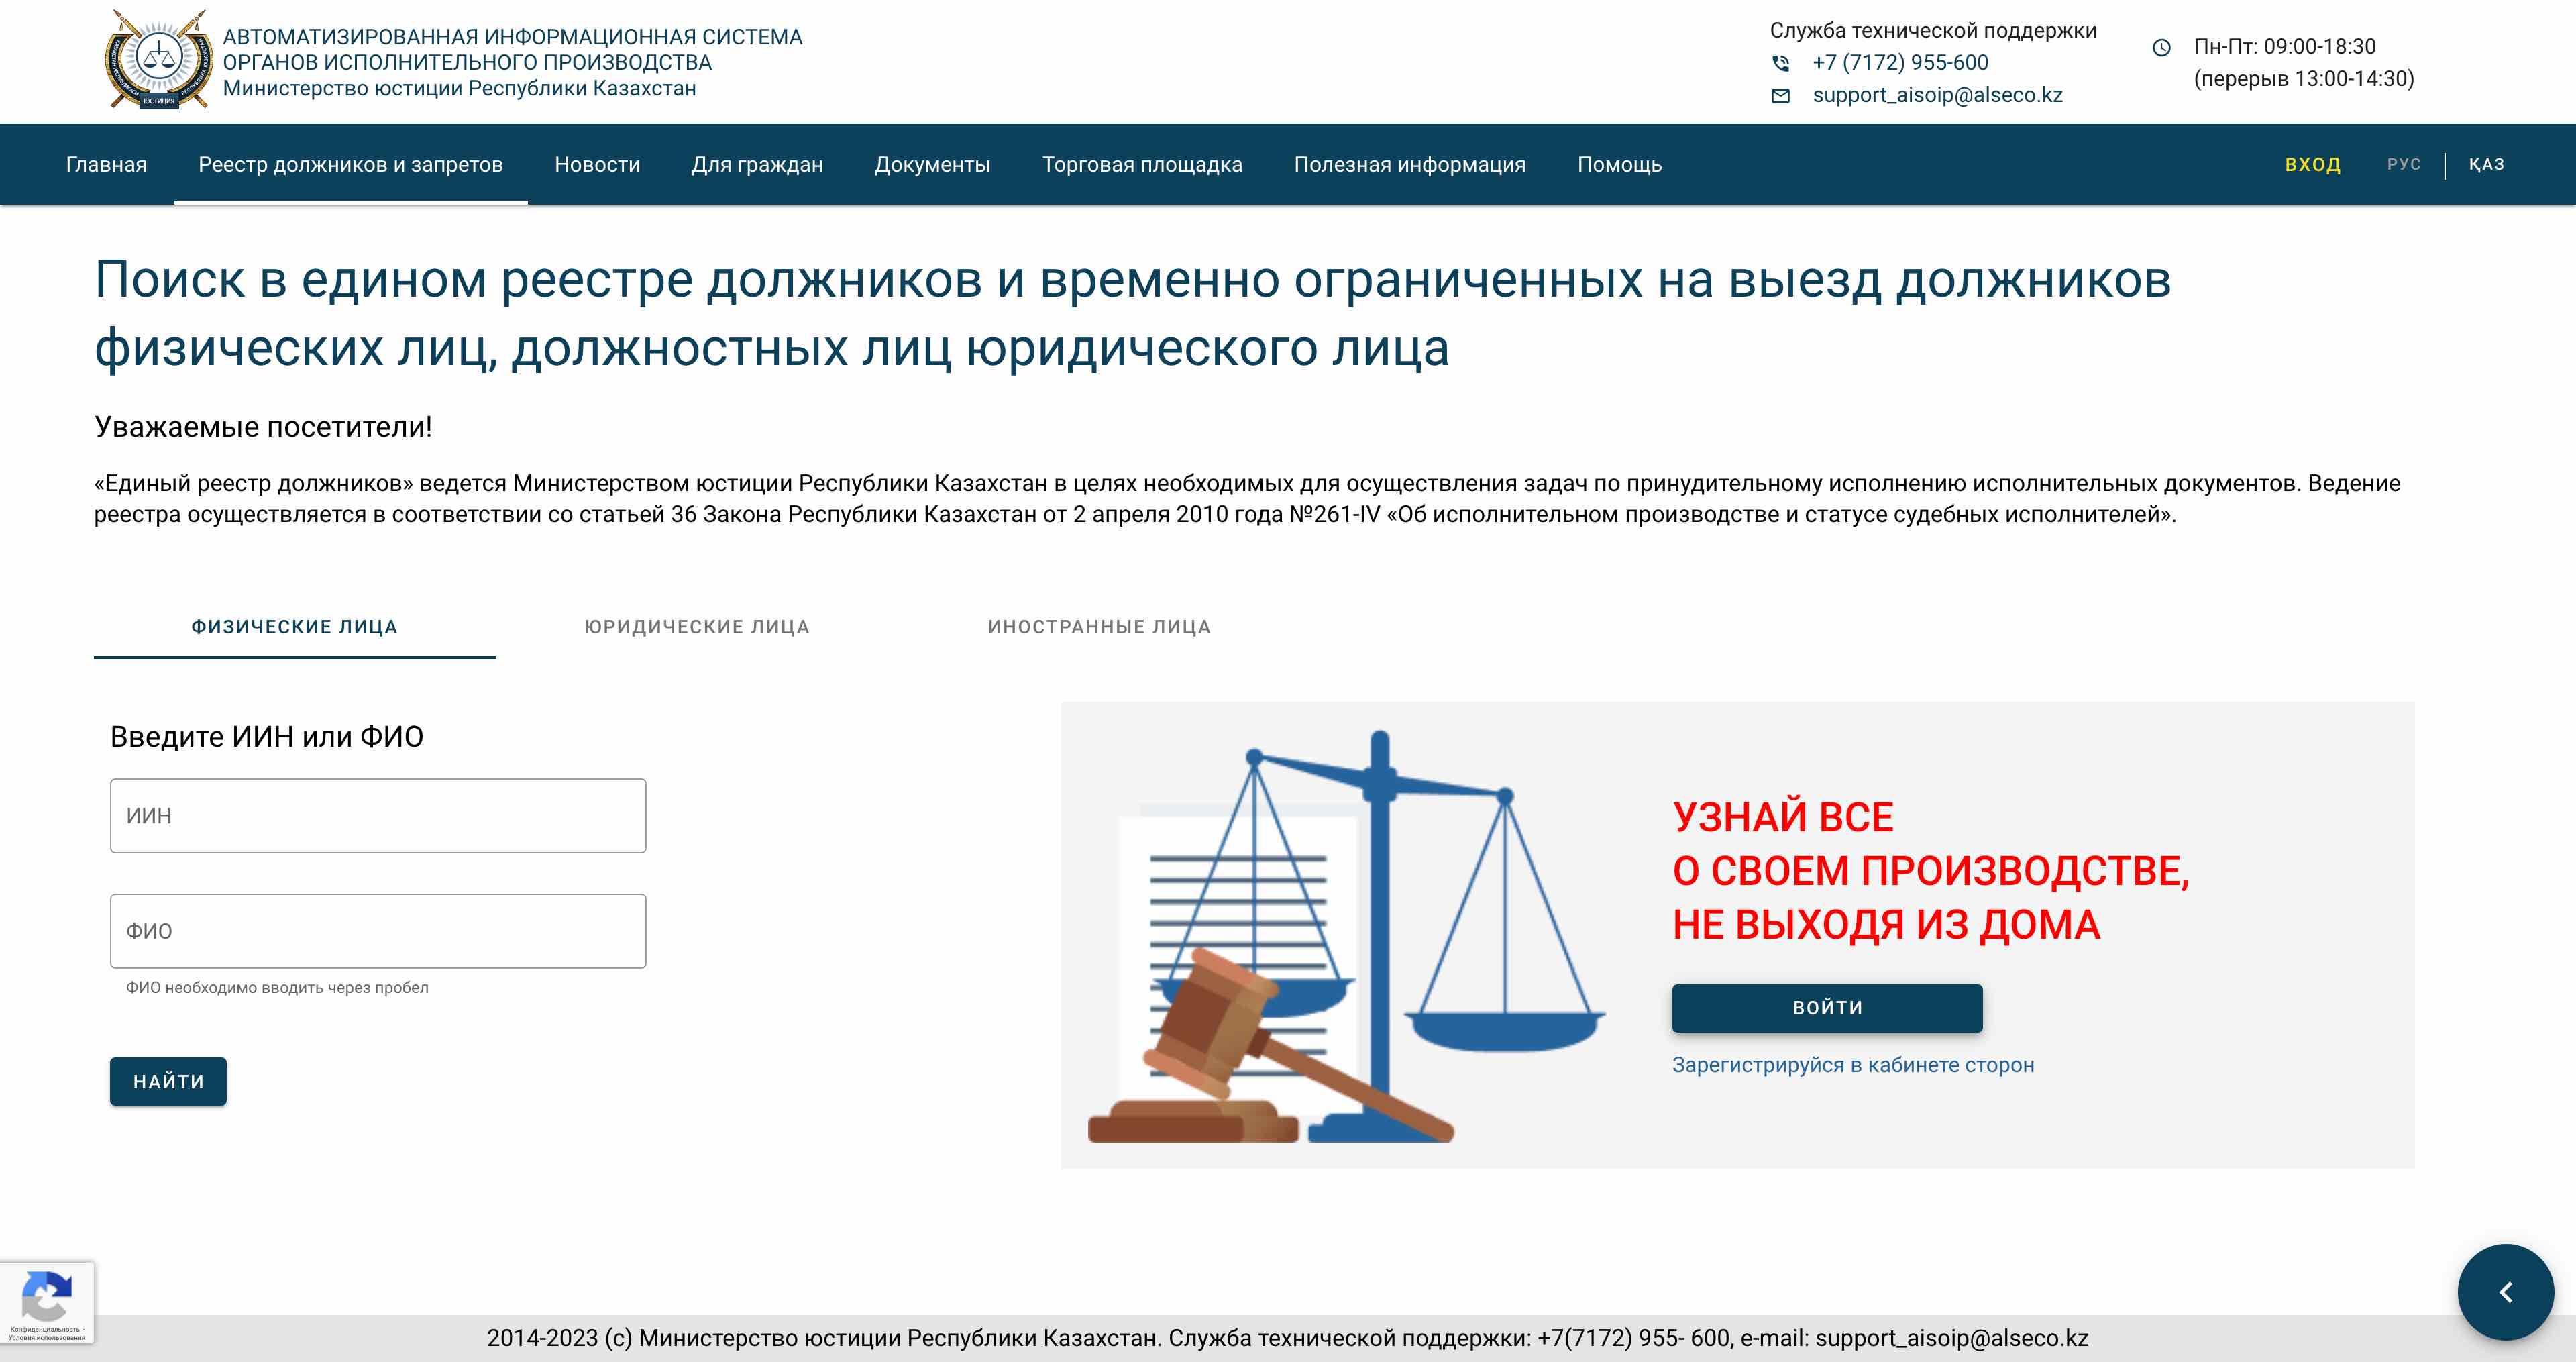 АВТОМАТИЗИРОВАННАЯ ИНФОРМАЦИОННАЯ СИСТЕМА
ОРГАНОВ ИСПОЛНИТЕЛЬНОГО ПРОИЗВОДСТВА
Министерство юстиции Республики Казахстан
ЮСТИЦИЯ
Служба технической поддержки
+7 (7172) 955-600
support_aisoip@alseco.kz
Пн-Пт: 09:00-18:30
(перерыв 13:00-14:30)
Главная
Реестр должников и запретов
Новости
Для граждан
Документы
Торговая площадка
Полезная информация
Помощь
ВХОД
РУС
ҚАЗ
Поиск в едином реестре должников и временно ограниченных на выезд должников
физических лиц, должностных лиц юридического лица
Уважаемые посетители!
«Единый реестр должников» ведется Министерством юстиции Республики Казахстан в целях необходимых для осуществления задач по принудительному исполнению исполнительных документов. Ведение
реестра осуществляется в соответствии со статьей 36 Закона Республики Казахстан от 2 апреля 2010 года №261-IV «Об исполнительном производстве и статусе судебных исполнителей».
ФИЗИЧЕСКИЕ ЛИЦА
ЮРИДИЧЕСКИЕ ЛИЦА
ИНОСТРАННЫЕ ЛИЦА
Введите ИИН или ФИО
ИИН
ФИО
ФИО необходимо вводить через пробел
НАЙТИ
УЗНАЙ ВСЕ
О СВОЕМ ПРОИЗВОДСТВЕ,
НЕ ВЫХОДЯ ИЗ ДОМА
ВОЙТИ
Зарегистрируйся в кабинете сторон
Конфиденциальность -
Условия использования
2014-2023 (c) Министерство юстиции Республики Казахстан. Служба технической поддержки: +7(7172) 955- 600, e-mail: support_aisoip@alseco.kz